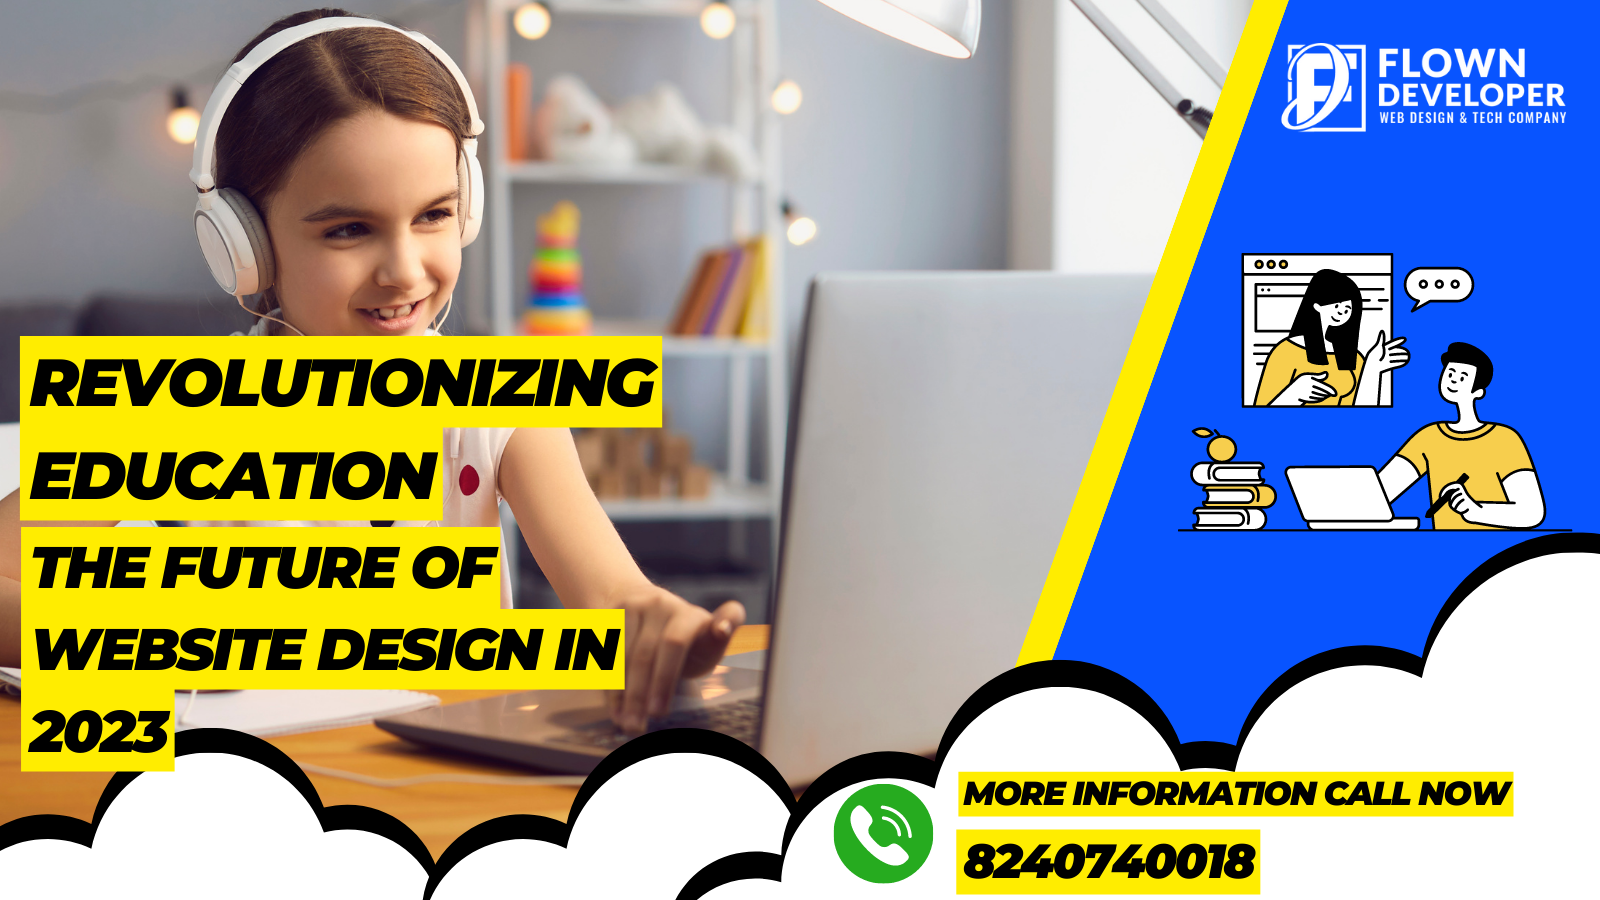 FLOWN
DEVELOPER
WEB DESIGN & TECH COMPANY
REVOLUTIONIZING
EDUCATION
THE FUTURE OF
WEBSITE DESIGN IN
2023
MORE INFORMATION CALL NOW
8240740018